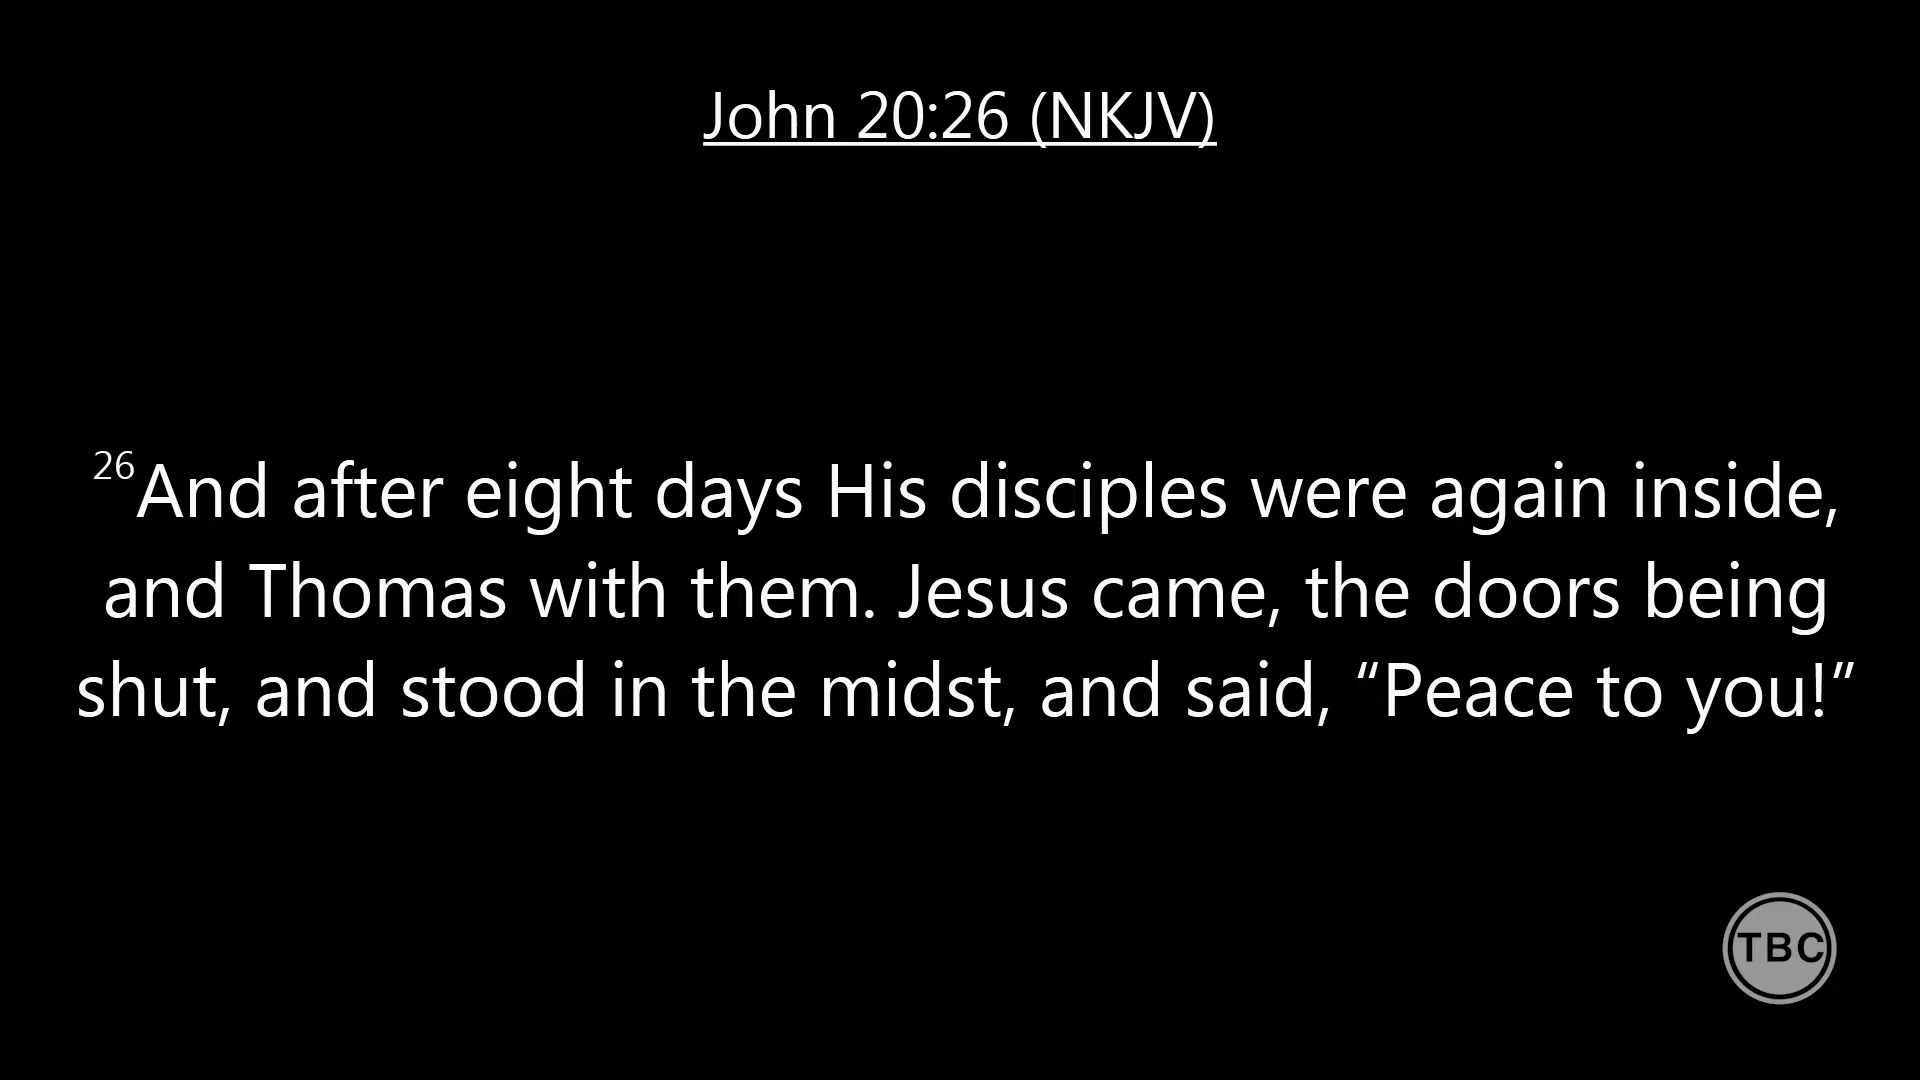 John 20:26 (NKJV)
26And after eight days His disciples were again inside,
and Thomas with them. Jesus came, the doors being
shut, and stood in the midst, and said, “Peace to you!”
TBC